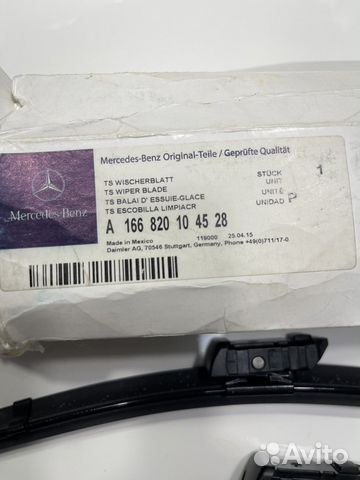 Mercedes-Benz Original-Teile / Geprüfte Qualität
TS WISCHERBLATT
TS WIPER BLADE
TS BALAI D' ESSUIE-GLACE
TS ESCOBILLA LIMPIACR
STÜCK 1
UNIT
UNITÉ
UNIDAD P
Mercedes-Benz
A 166 820 10 45 28
Made in Mexico 119000 25.04.15
Daimler AG, 70546 Stuttgart, Germany, Phone +49(0)711/17-0
Avito